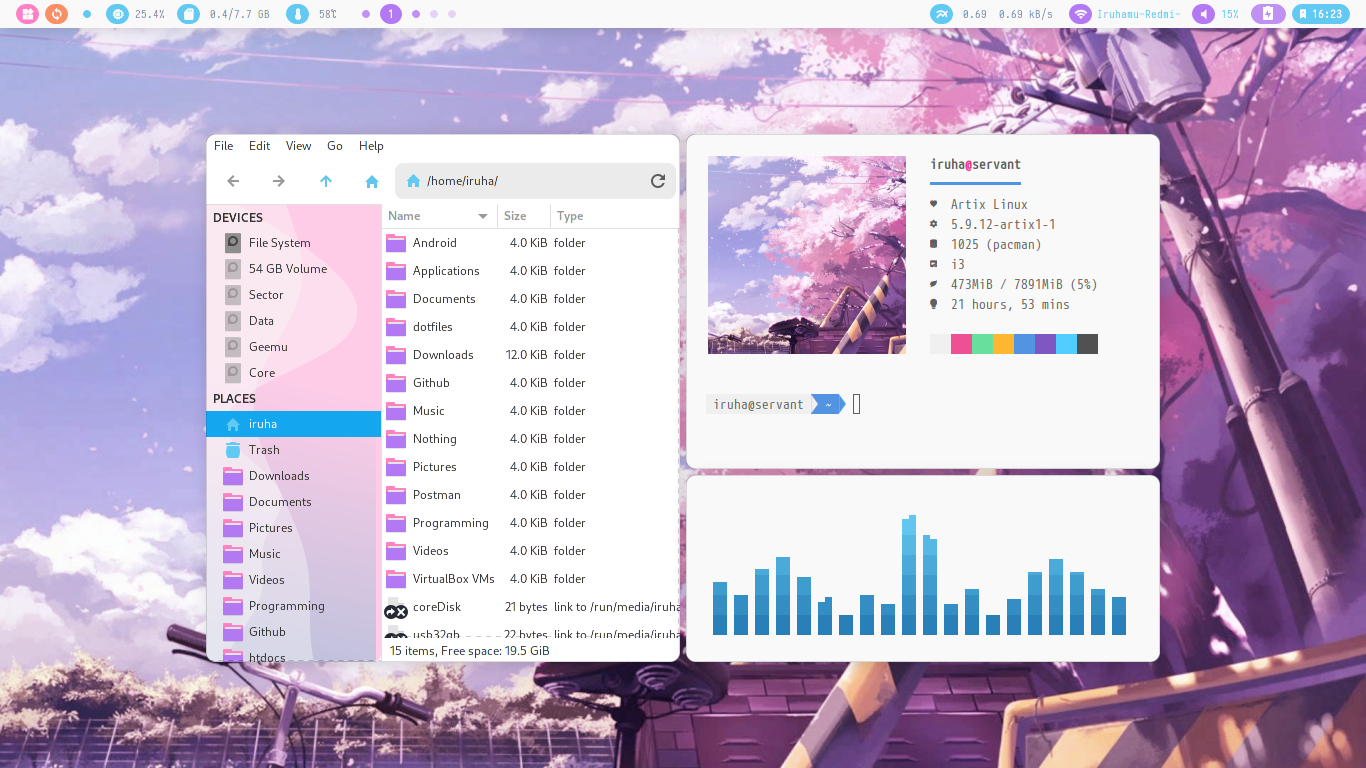 25.4% 0.4/7.7 GB 58℃ 1 0.69 0.69 kB/s Iruhamu-Redmi- 15% 16:23
File Edit View Go Help
/home/iruha/
DEVICES
File System
54 GB Volume
Sector
Data
Geemu
Core
PLACES
iruha
Trash
Downloads
Documents
Pictures
Music
Videos
Programming
Github
htdocs
Name Size Type
Android 4.0 KiB folder
Applications 4.0 KiB folder
Documents 4.0 KiB folder
dotfiles 4.0 KiB folder
Downloads 12.0 KiB folder
Github 4.0 KiB folder
Music 4.0 KiB folder
Nothing 4.0 KiB folder
Pictures 4.0 KiB folder
Postman 4.0 KiB folder
Programming 4.0 KiB folder
Videos 4.0 KiB folder
VirtualBox VMs 4.0 KiB folder
coreDisk 21 bytes link to /run/media/iruha
usb32gb 22 bytes link to /run/media/iruha
15 items, Free space: 19.5 GiB
iruha@servant
Artix Linux
5.9.12-artix1-1
1025 (pacman)
i3
473MiB / 7891MiB (5%)
21 hours, 53 mins
iruha@servant ~